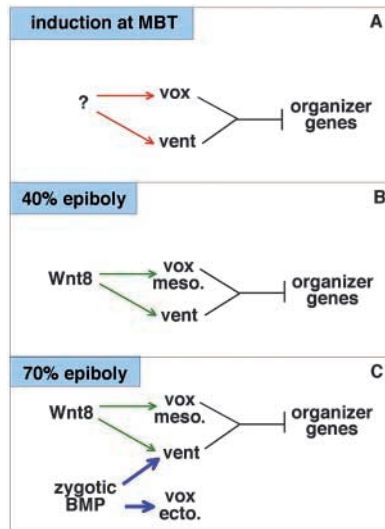 induction at MBT
A
?
vox
vent
organizer
genes
40% epiboly
B
Wnt8
vox
meso.
vent
organizer
genes
70% epiboly
C
Wnt8
vox
meso.
vent
organizer
genes
zygotic
BMP
vox
ecto.